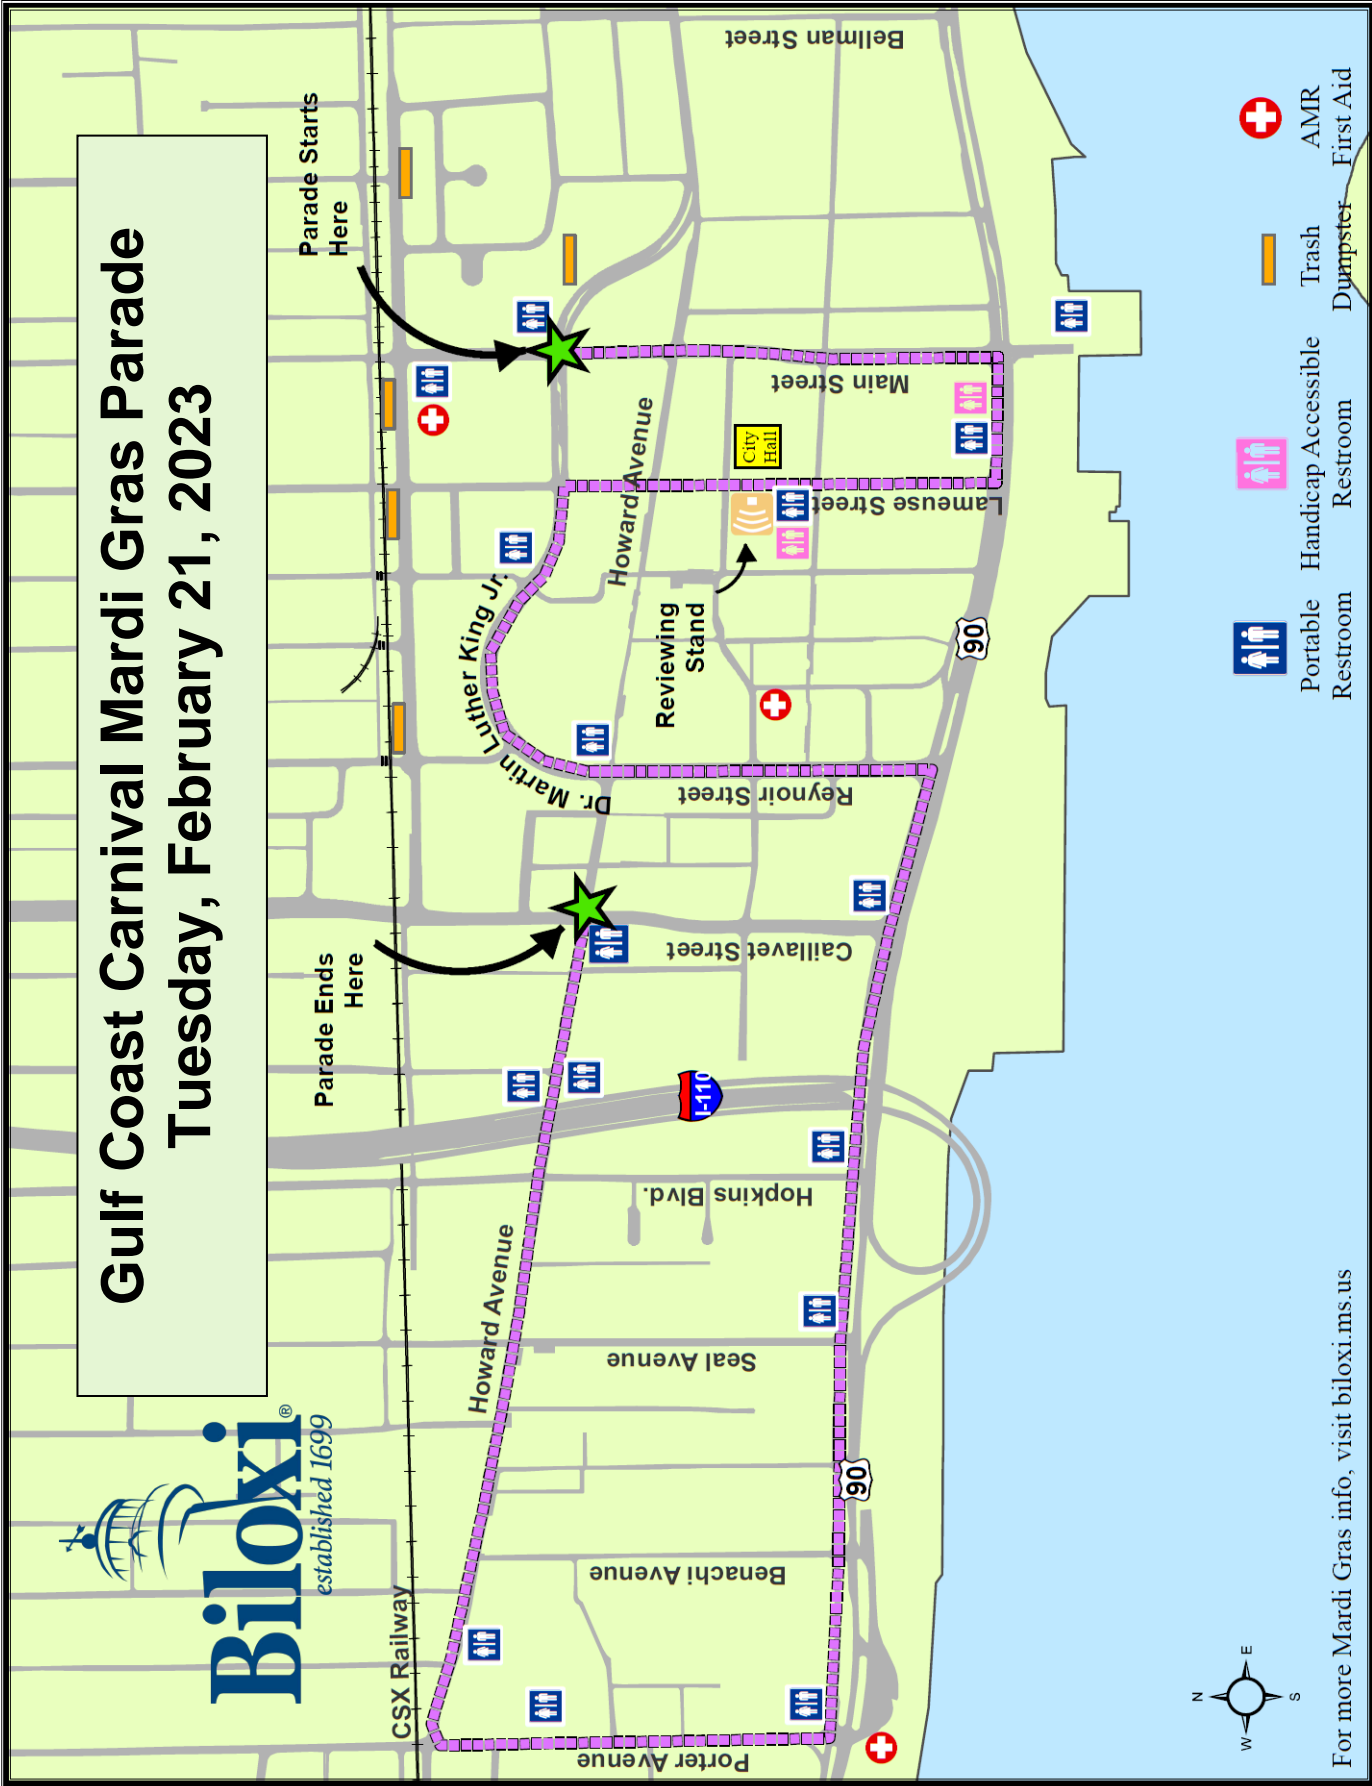 Gulf Coast Carnival Mardi Gras Parade
Tuesday, February 21, 2023
Biloxi®
established 1699
Parade Ends
Here
Parade Starts
Here
CSX Railway
Howard Avenue
Dr. Martin Luther King Jr.
Howard Avenue
Reviewing
Stand
City
Hall
Porter Avenue
Benachi Avenue
Seal Avenue
Hopkins Blvd.
I-110
Caillavet Street
Reynoir Street
Lameuse Street
Main Street
Bellman Street
90
90
N
W
E
S
For more Mardi Gras info, visit biloxi.ms.us
Portable
Restroom
Handicap Accessible
Restroom
Trash
Dumpster
AMR
First Aid